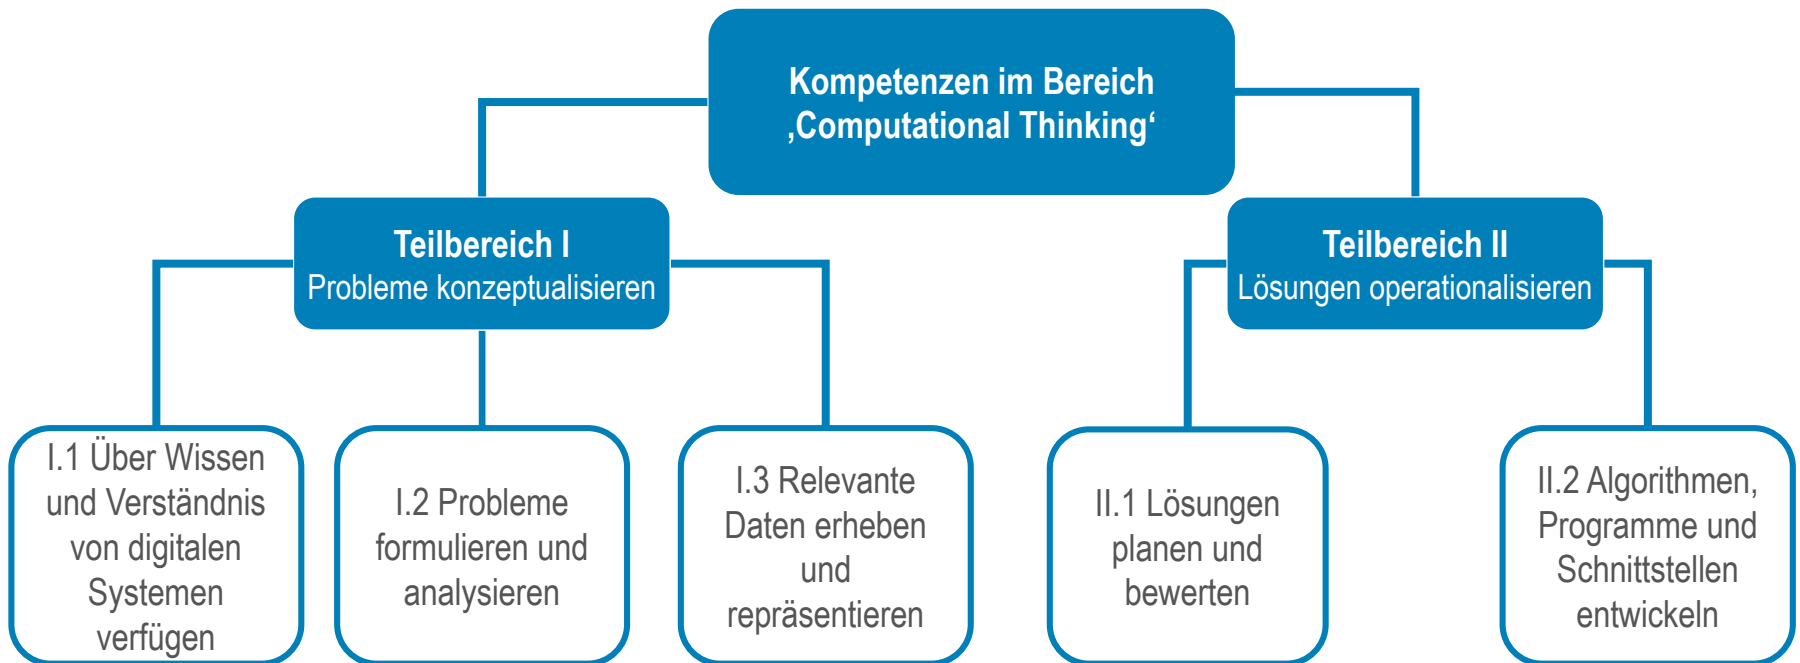 Kompetenzen im Bereich
‚Computational Thinking‘
Teilbereich I
Probleme konzeptualisieren
Teilbereich II
Lösungen operationalisieren
I.1 Über Wissen
und Verständnis
von digitalen
Systemen
verfügen
I.2 Probleme
formulieren und
analysieren
I.3 Relevante
Daten erheben
und
repräsentieren
II.1 Lösungen
planen und
bewerten
II.2 Algorithmen,
Programme und
Schnittstellen
entwickeln